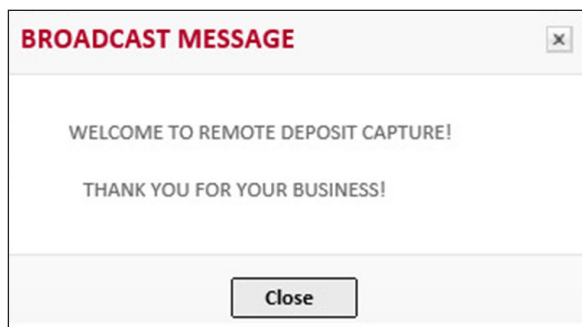 BROADCAST MESSAGE
WELCOME TO REMOTE DEPOSIT CAPTURE!
THANK YOU FOR YOUR BUSINESS!
Close